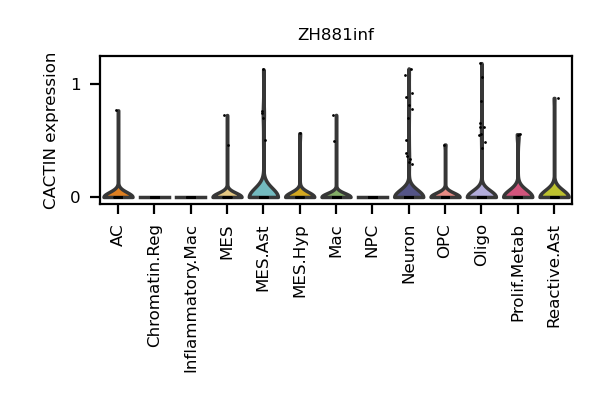 ZH881inf
CACTIN expression
1
0
AC
Chromatin.Reg
Inflammatory.Mac
MES
MES.Ast
MES.Hyp
Mac
NPC
Neuron
OPC
Oligo
Prolif.Metab
Reactive.Ast